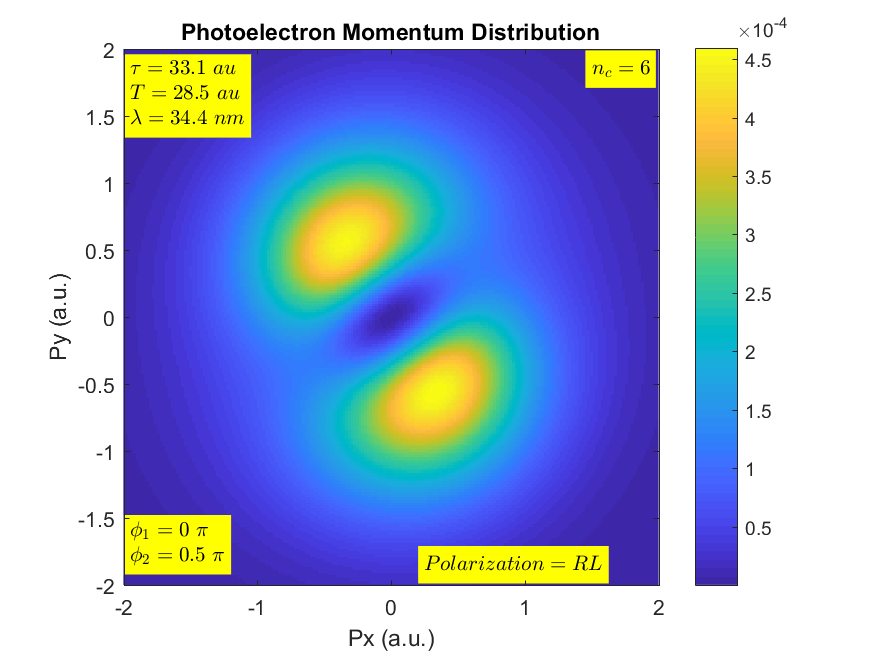 Photoelectron Momentum Distribution
×10⁻⁴
τ = 33.1 au
T = 28.5 au
λ = 34.4 nm
n_c = 6
2
1.5
1
0.5
0
-0.5
-1
-1.5
-2
Py (a.u.)
ϕ₁ = 0 π
ϕ₂ = 0.5 π
Polarization = RL
-2
-1
0
1
2
Px (a.u.)
4.5
4
3.5
3
2.5
2
1.5
1
0.5